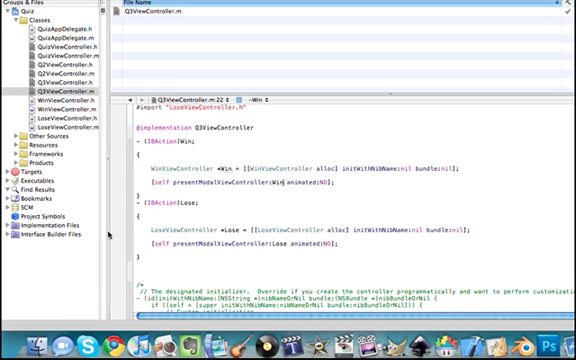 Groups & Files
File Name
Quiz
Classes
QuizAppDelegate.h
QuizAppDelegate.m
QuizViewController.h
QuizViewController.m
Q2ViewController.h
Q2ViewController.m
Q3ViewController.h
Q3ViewController.m
WinViewController.h
WinViewController.m
LoseViewController.h
LoseViewController.m
Other Sources
Resources
Frameworks
Products
Targets
Executables
Find Results
Bookmarks
SCM
Project Symbols
Implementation Files
Interface Builder Files
Q3ViewController.m
Q3ViewController.m:22
-Win
#import "LoseViewController.h"
@implementation Q3ViewController
- (IBAction)Win;
{
WinViewController *Win = [[WinViewController alloc] initWithNibName:nil bundle:nil];
[self presentModalViewController:Win animated:NO];
}
- (IBAction)Lose;
{
LoseViewController *Lose = [[LoseViewController alloc] initWithNibName:nil bundle:nil];
[self presentModalViewController:Lose animated:NO];
}
/*
// The designated initializer. Override if you create the controller programmatically and want to perform customizatio
- (id)initWithNibName:(NSString *)nibNameOrNil bundle:(NSBundle *)nibBundleOrNil {
if ((self = [super initWithNibName:nibNameOrNil bundle:nibBundleOrNil])) {
// Custom initialization